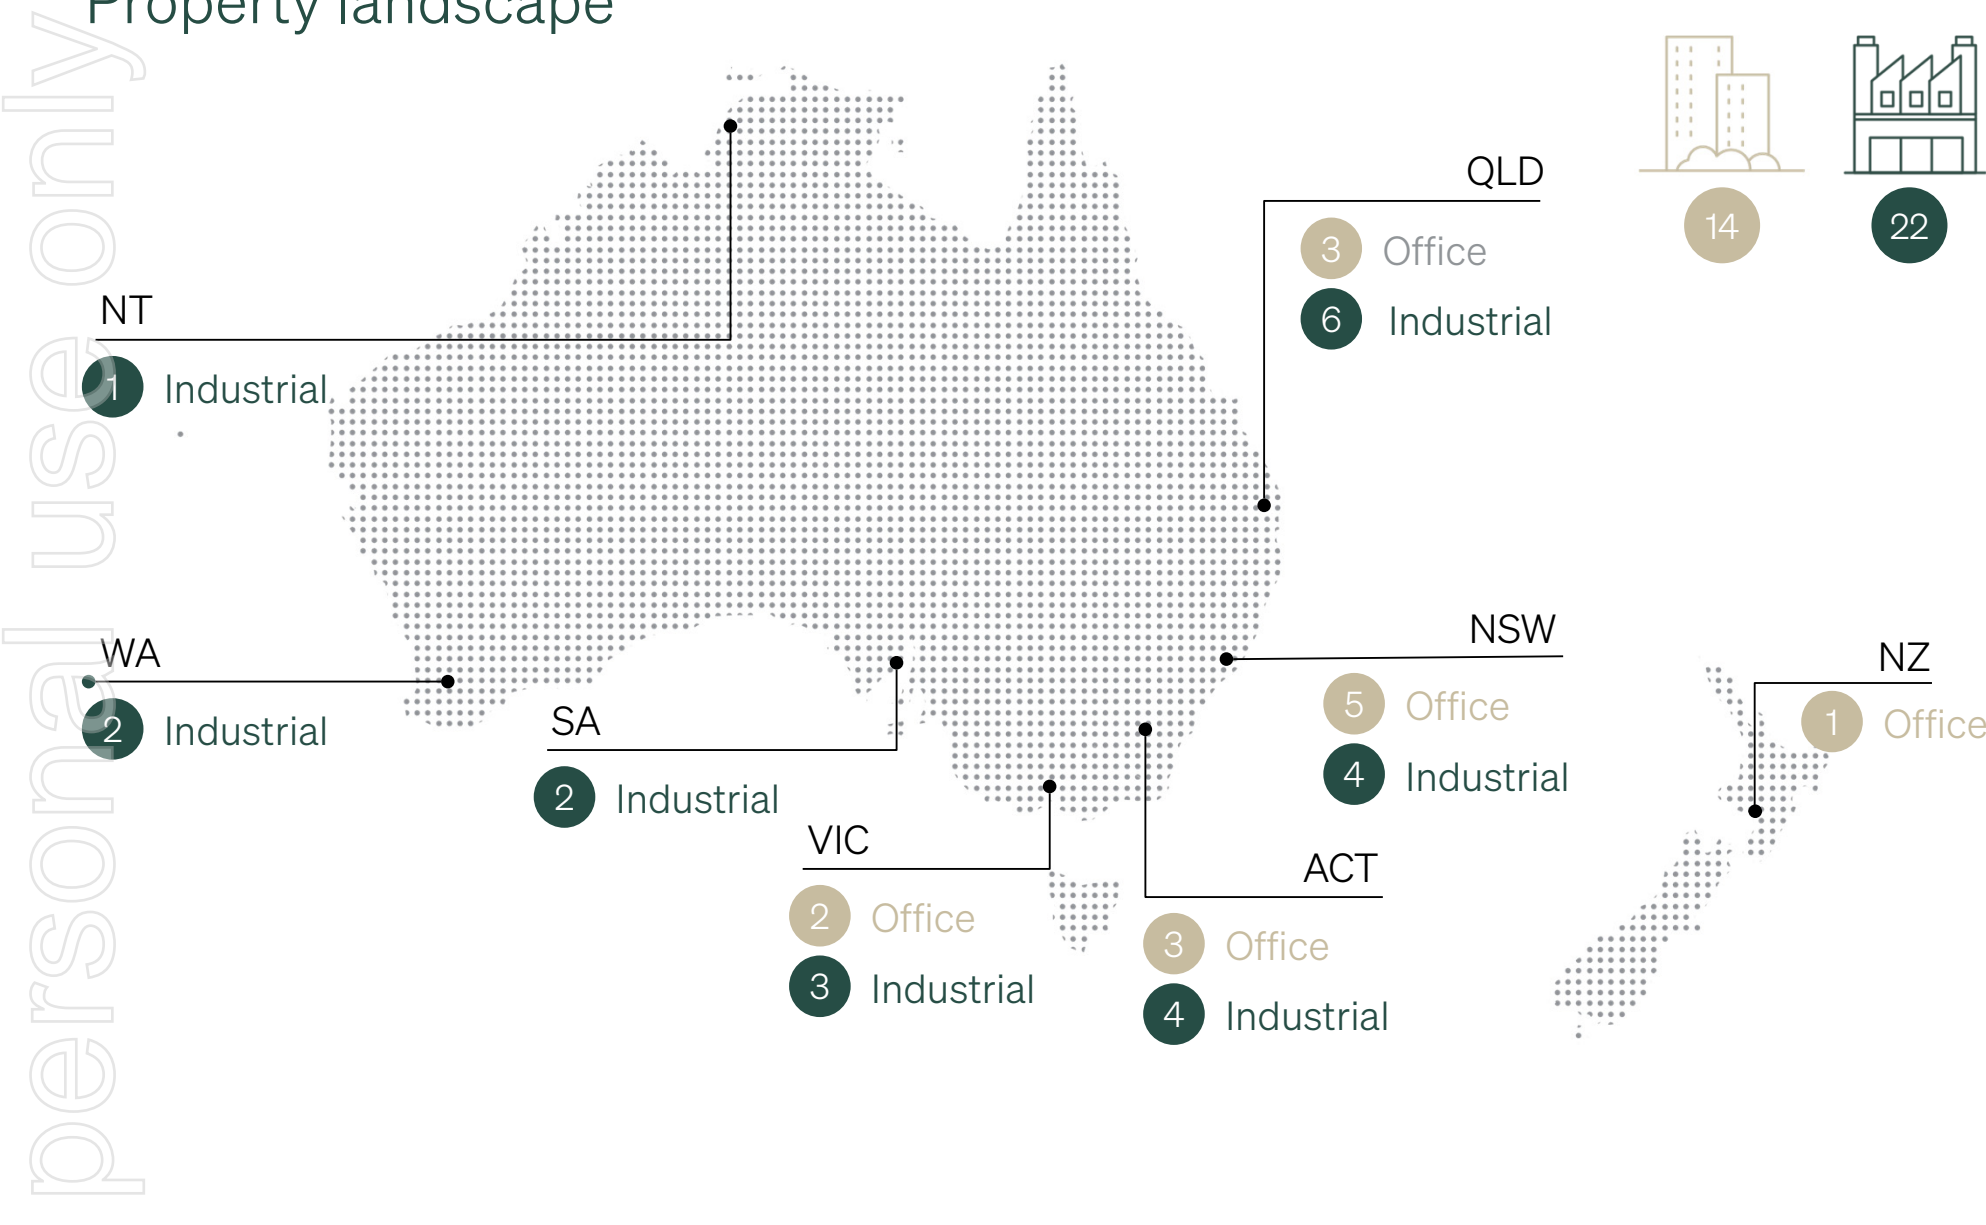 Property landscape
14
22
QLD
3 Office
6 Industrial
NT
1 Industrial
WA
2 Industrial
SA
2 Industrial
NSW
5 Office
4 Industrial
NZ
1 Office
VIC
2 Office
3 Industrial
ACT
3 Office
4 Industrial
personal use only